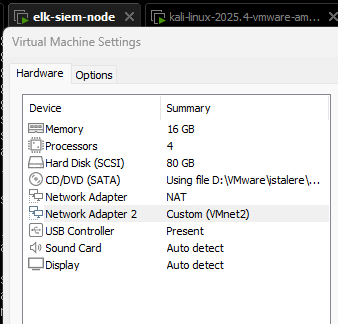 elk-siem-node
kali-linux-2025.4-vmware-am...
Virtual Machine Settings
Hardware Options
Device Summary
Memory 16 GB
Processors 4
Hard Disk (SCSI) 80 GB
CD/DVD (SATA) Using file D:\VMware\istalere\...
Network Adapter NAT
Network Adapter 2 Custom (VMnet2)
USB Controller Present
Sound Card Auto detect
Display Auto detect